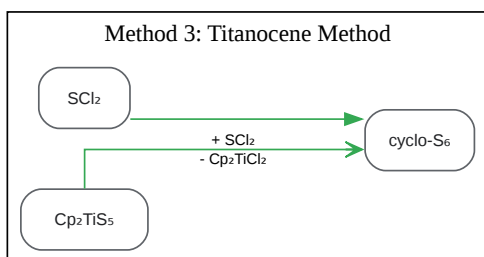 Method 3: Titanocene Method
SCl₂
+ SCl₂
- Cp₂TiCl₂
cyclo-S₆
Cp₂TiS₅